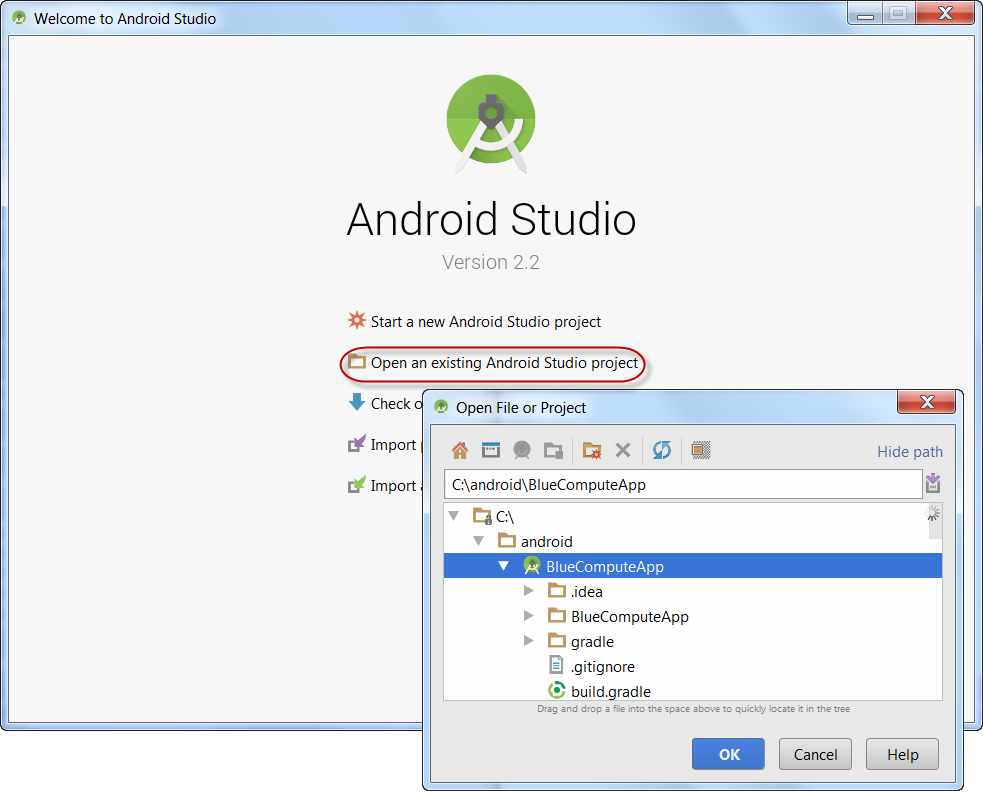 Welcome to Android Studio
Android Studio
Version 2.2
Start a new Android Studio project
Open an existing Android Studio project
Check
Import
Import
Open File or Project
Hide path
C:\android\BlueComputeApp
C:\
android
BlueComputeApp
.idea
BlueComputeApp
gradle
.gitignore
build.gradle
Drag and drop a file into the space above to quickly locate it in the tree
OK
Cancel
Help